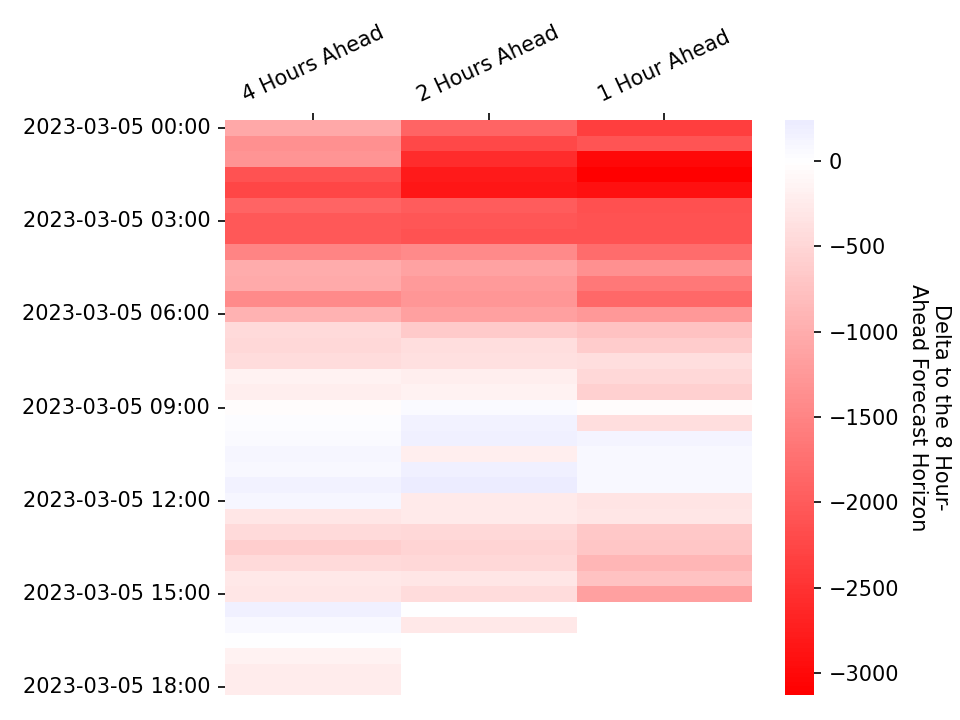 4 Hours Ahead
2 Hours Ahead
1 Hour Ahead
2023-03-05 00:00
2023-03-05 03:00
2023-03-05 06:00
2023-03-05 09:00
2023-03-05 12:00
2023-03-05 15:00
2023-03-05 18:00
0
−500
−1000
−1500
−2000
−2500
−3000
Delta to the 8 Hour-
Ahead Forecast Horizon